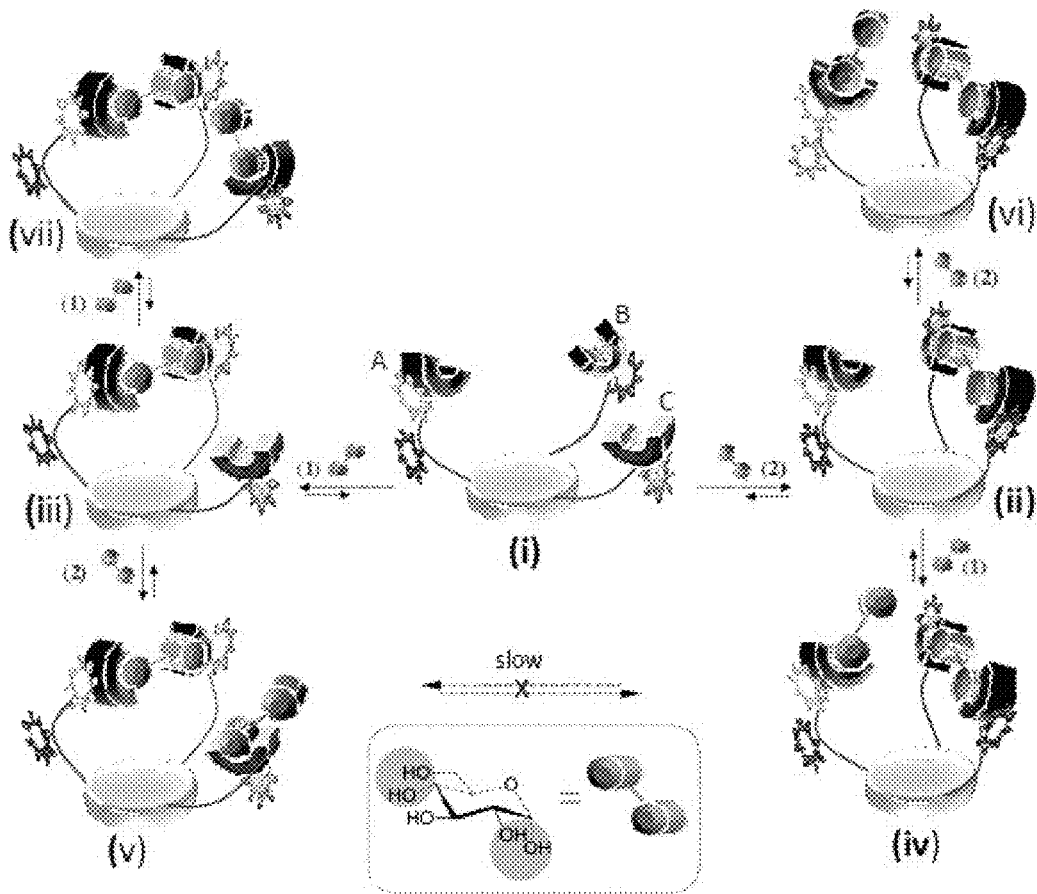 (vii)
(vi)
(1)
(2)
A
B
C
(1)
(2)
(iii)
(i)
(ii)
(2)
(1)
slow
X
HO
HO
HO
O
OH
OH
=
(v)
(iv)